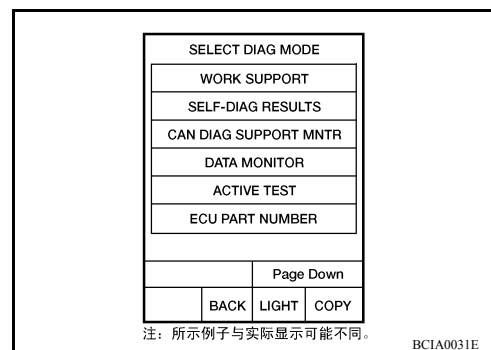 SELECT DIAG MODE
WORK SUPPORT
SELF-DIAG RESULTS
CAN DIAG SUPPORT MNTR
DATA MONITOR
ACTIVE TEST
ECU PART NUMBER
Page Down
BACK LIGHT COPY
注：所示例子与实际显示可能不同。
BCIA0031E